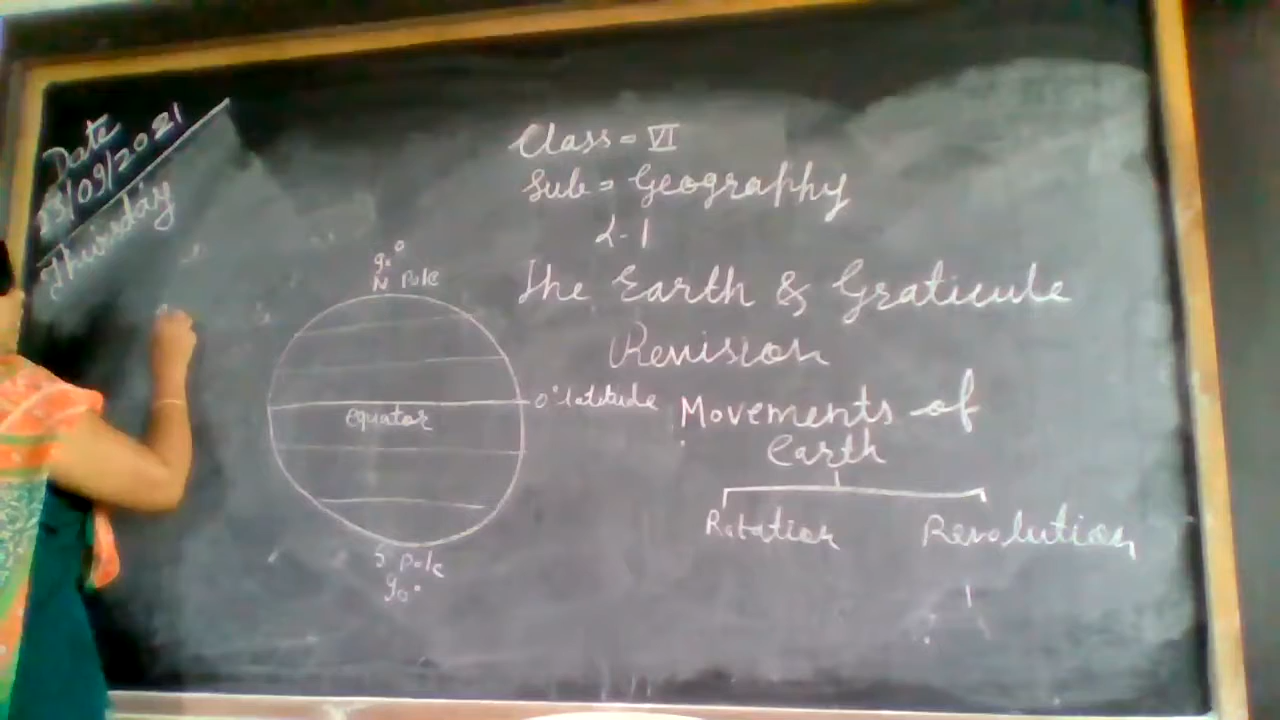 Date
23/09/2021
Thursday
Class = VI
Sub = Geography
L-1
The Earth & Graticule
Revision
90°
N Pole
equator
0° latitude
S Pole
90°
Movements of
Earth
Rotation
Revolution